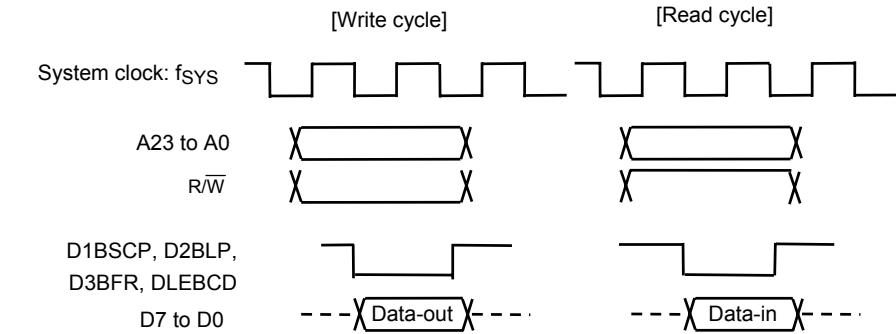 [Write cycle] [Read cycle]
System clock: fSYS
A23 to A0
R/W̅
D1BSCP, D2BLP,
D3BFR, DLEBCD
D7 to D0 Data-out Data-in